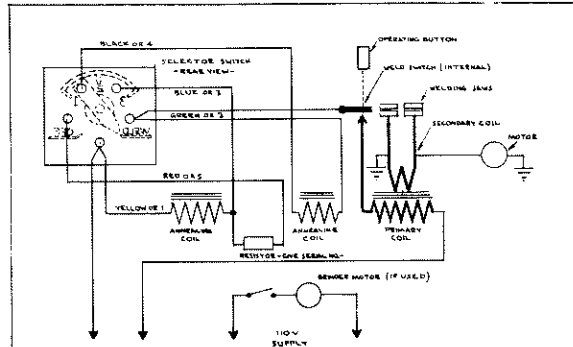 BLACK OR 4
OPERATING BUTTON
SELECTOR SWITCH
-REAR VIEW-
WELD SWITCH (INTERNAL)
BLUE OR 3
WELDING JAWS
GREEN OR 2
SECONDARY COIL
MOTOR
RED OR 5
YELLOW OR 1
ANNEALING
COIL
ANNEALING
COIL
PRIMARY
COIL
RESISTOR-GIVE SERIAL NO-
GRINDER MOTOR (IF USED)
110V
SUPPLY